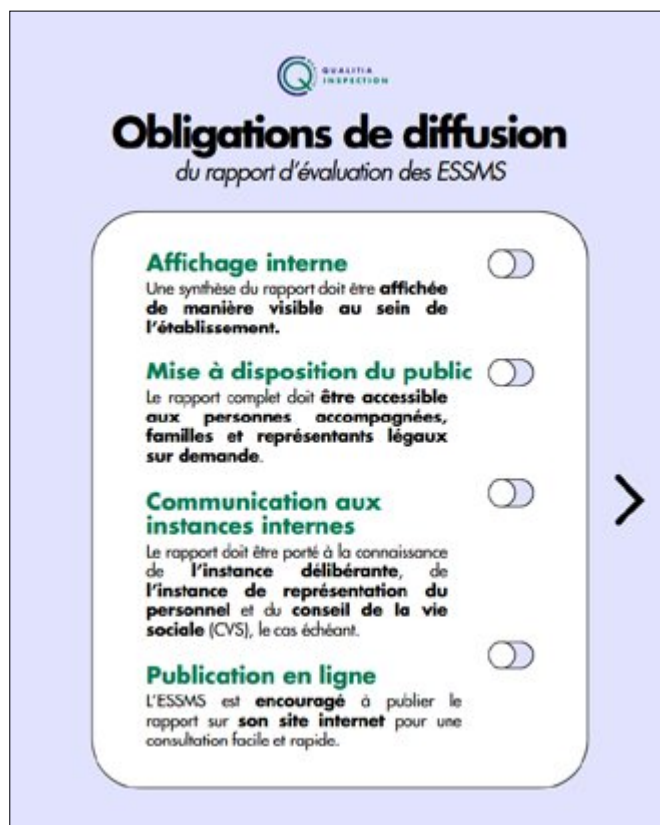 QUALITIA
INSPECTION
Obligations de diffusion
du rapport d'évaluation des ESSMS
Affichage interne
Une synthèse du rapport doit être affichée
de manière visible au sein de
l'établissement.
Mise à disposition du public
Le rapport complet doit être accessible
aux personnes accompagnées,
familles et représentants légaux
sur demande.
Communication aux
instances internes
Le rapport doit être porté à la connaissance
de l'instance délibérante, de
l'instance de représentation du
personnel et du conseil de la vie
sociale (CVS), le cas échéant.
Publication en ligne
L'ESSMS est encouragé à publier le
rapport sur son site internet pour une
consultation facile et rapide.